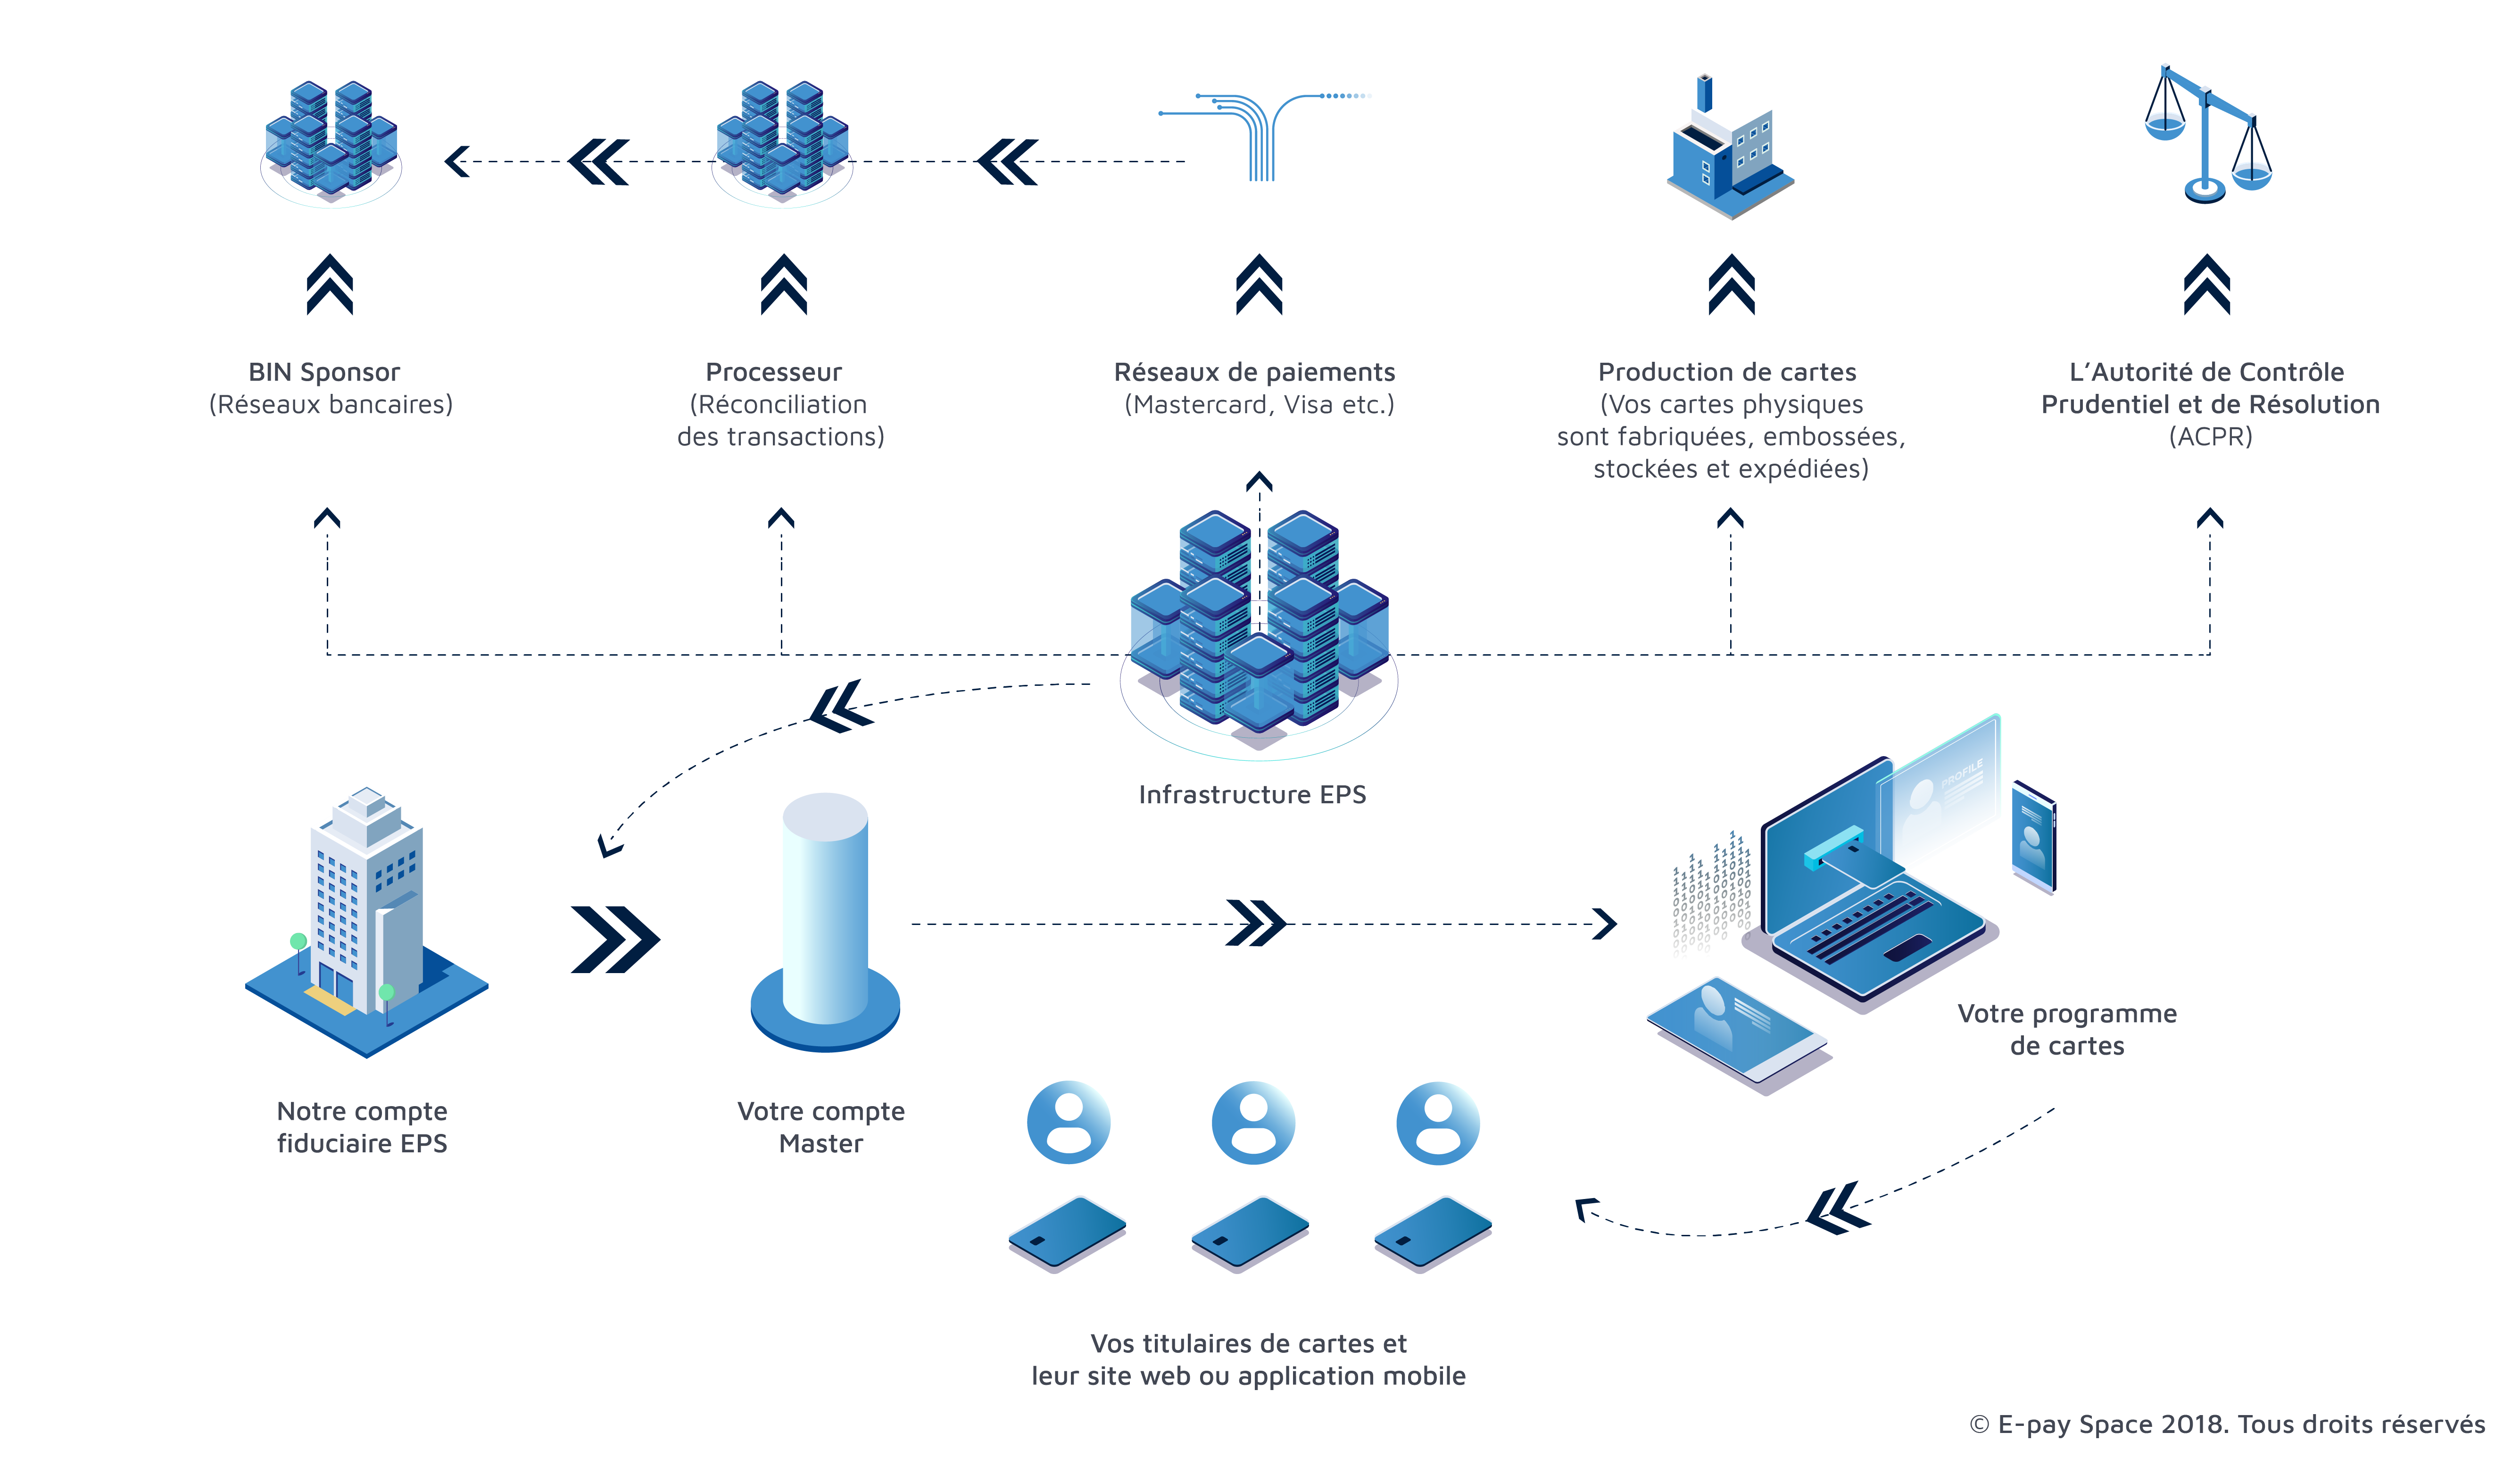 BIN Sponsor
(Réseaux bancaires)
Processeur
(Réconciliation
des transactions)
Réseaux de paiements
(Mastercard, Visa etc.)
Production de cartes
(Vos cartes physiques
sont fabriquées, embossées,
stockées et expédiées)
L’Autorité de Contrôle
Prudentiel et de Résolution
(ACPR)
Infrastructure EPS
PROFILE
Votre programme
de cartes
Notre compte
fiduciaire EPS
Votre compte
Master
Vos titulaires de cartes et
leur site web ou application mobile
© E-pay Space 2018. Tous droits réservés